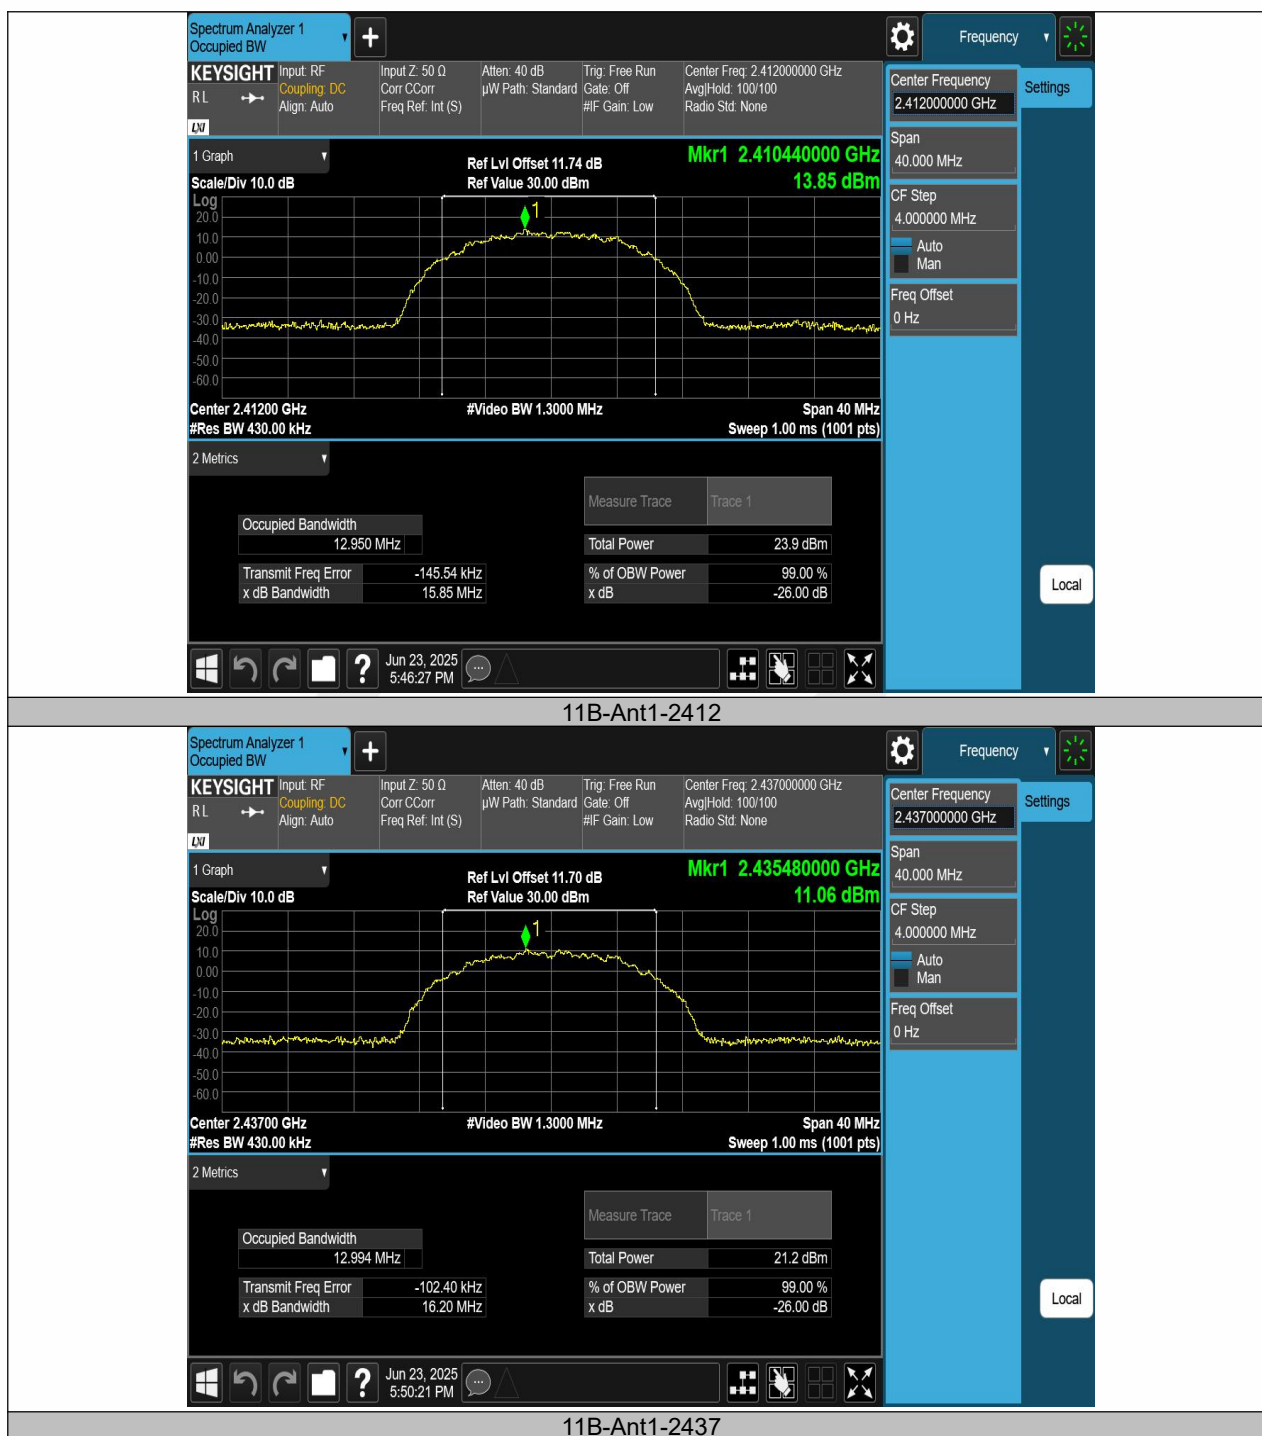 Spectrum Analyzer 1
Occupied BW
+
Frequency
KEYSIGHT
R L
LXI
Input: RF
Coupling: DC
Align: Auto
Input Z: 50 Ω
Corr CCorr
Freq Ref: Int (S)
Atten: 40 dB
µW Path: Standard
Trig: Free Run
Gate: Off
#IF Gain: Low
Center Freq: 2.412000000 GHz
Avg|Hold: 100/100
Radio Std: None
Center Frequency
2.412000000 GHz
Settings
Span
40.000 MHz
CF Step
4.000000 MHz
Auto
Man
Freq Offset
0 Hz
Local
1 Graph
Scale/Div 10.0 dB
Ref Lvl Offset 11.74 dB
Ref Value 30.00 dBm
Mkr1 2.410440000 GHz
13.85 dBm
Log
1
20.0
10.0
0.00
-10.0
-20.0
-30.0
-40.0
-50.0
-60.0
Center 2.41200 GHz
#Res BW 430.00 kHz
#Video BW 1.3000 MHz
Span 40 MHz
Sweep 1.00 ms (1001 pts)
2 Metrics
Measure Trace Trace 1
Occupied Bandwidth
12.950 MHz
Total Power 23.9 dBm
Transmit Freq Error -145.54 kHz
x dB Bandwidth 15.85 MHz
% of OBW Power 99.00 %
x dB -26.00 dB
?
Jun 23, 2025
5:46:27 PM
11B-Ant1-2412
Spectrum Analyzer 1
Occupied BW
+
Frequency
KEYSIGHT
R L
LXI
Input: RF
Coupling: DC
Align: Auto
Input Z: 50 Ω
Corr CCorr
Freq Ref: Int (S)
Atten: 40 dB
µW Path: Standard
Trig: Free Run
Gate: Off
#IF Gain: Low
Center Freq: 2.437000000 GHz
Avg|Hold: 100/100
Radio Std: None
Center Frequency
2.437000000 GHz
Settings
Span
40.000 MHz
CF Step
4.000000 MHz
Auto
Man
Freq Offset
0 Hz
Local
1 Graph
Scale/Div 10.0 dB
Ref Lvl Offset 11.70 dB
Ref Value 30.00 dBm
Mkr1 2.435480000 GHz
11.06 dBm
Log
1
20.0
10.0
0.00
-10.0
-20.0
-30.0
-40.0
-50.0
-60.0
Center 2.43700 GHz
#Res BW 430.00 kHz
#Video BW 1.3000 MHz
Span 40 MHz
Sweep 1.00 ms (1001 pts)
2 Metrics
Measure Trace Trace 1
Occupied Bandwidth
12.994 MHz
Total Power 21.2 dBm
Transmit Freq Error -102.40 kHz
x dB Bandwidth 16.20 MHz
% of OBW Power 99.00 %
x dB -26.00 dB
?
Jun 23, 2025
5:50:21 PM
11B-Ant1-2437